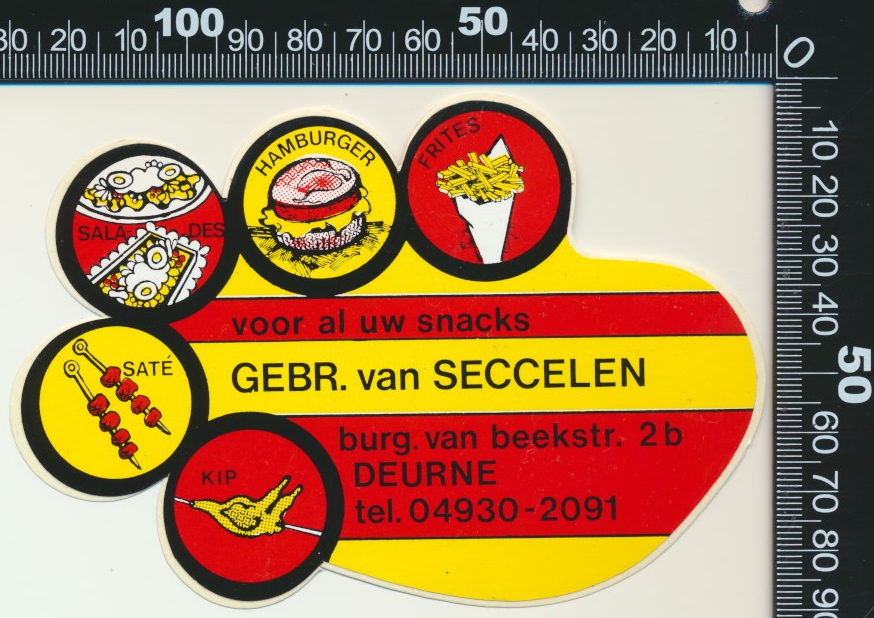 30 20 10 100 90 80 70 60 50 40 30 20 10 0
10 20 30 40 50 60 70 80 90
HAMBURGER
FRITES
SALA- DES
voor al uw snacks
SATÉ
GEBR. van SECCELEN
burg. van beekstr. 2b
KIP
DEURNE
tel. 04930-2091